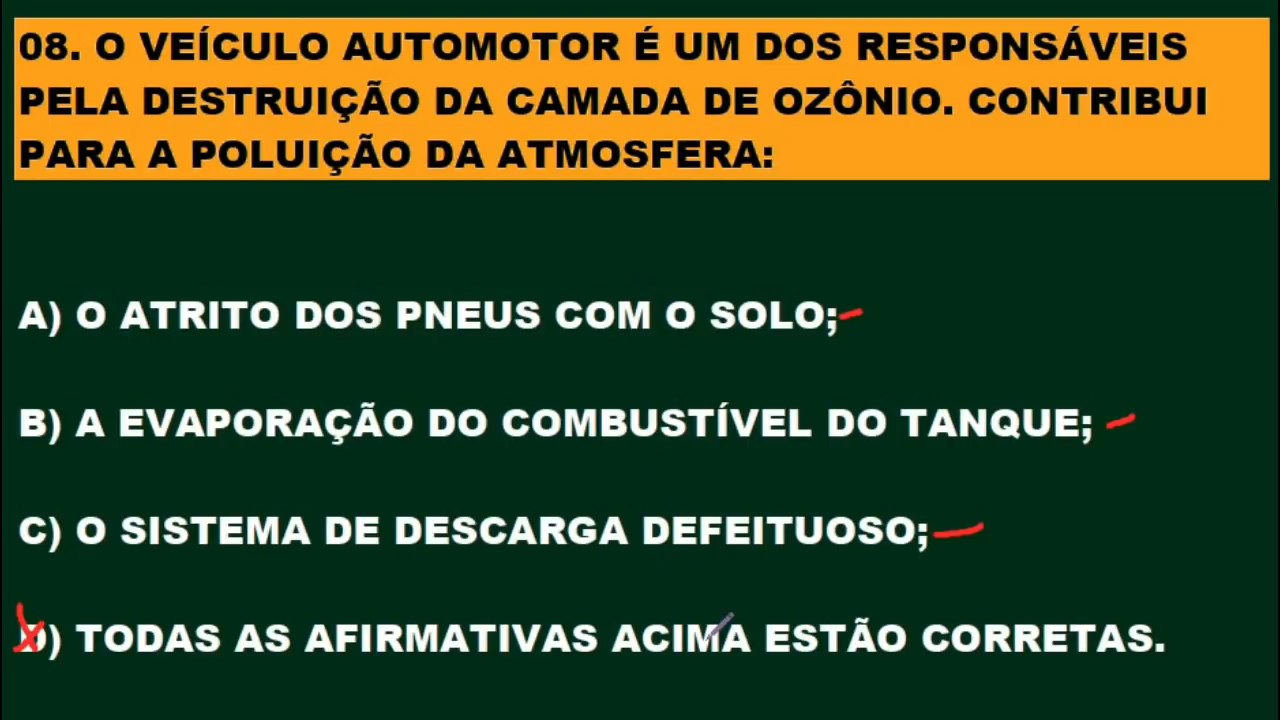 08. O VEÍCULO AUTOMOTOR É UM DOS RESPONSÁVEIS
PELA DESTRUIÇÃO DA CAMADA DE OZÔNIO. CONTRIBUI
PARA A POLUIÇÃO DA ATMOSFERA:
A) O ATRITO DOS PNEUS COM O SOLO;
B) A EVAPORAÇÃO DO COMBUSTÍVEL DO TANQUE;
C) O SISTEMA DE DESCARGA DEFEITUOSO;
D) TODAS AS AFIRMATIVAS ACIMA ESTÃO CORRETAS.